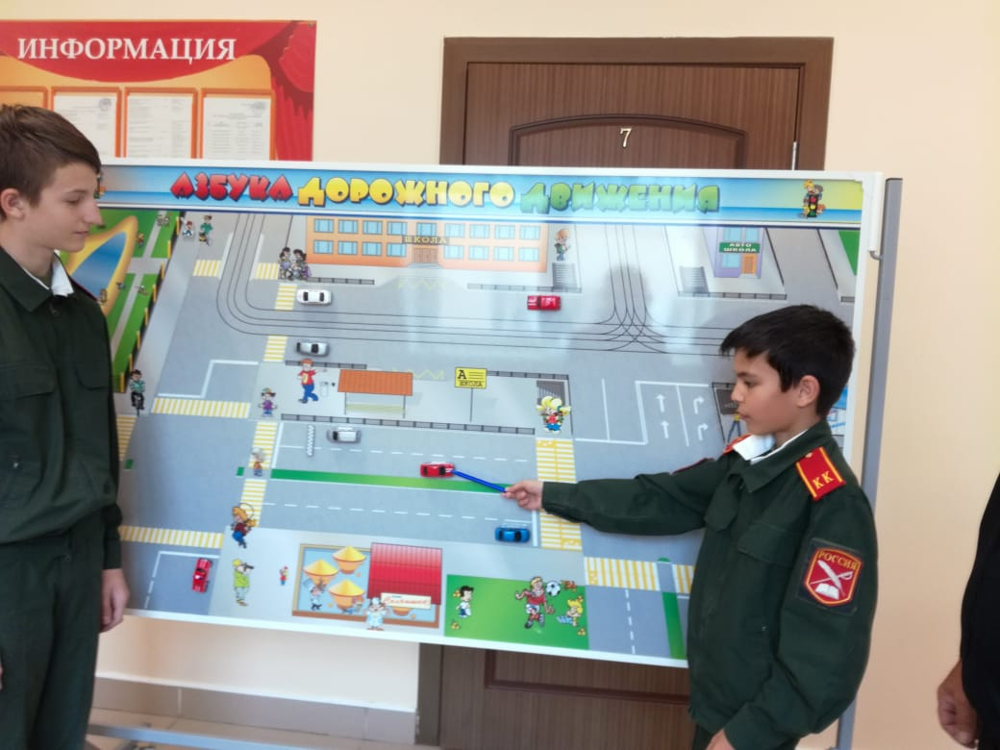 ИНФОРМАЦИЯ
7
АЗБУКА ДОРОЖНОГО ДВИЖЕНИЯ
ШКОЛА
АВТО
ШКОЛА
А
ШКОЛА
КК
РОССИЯ